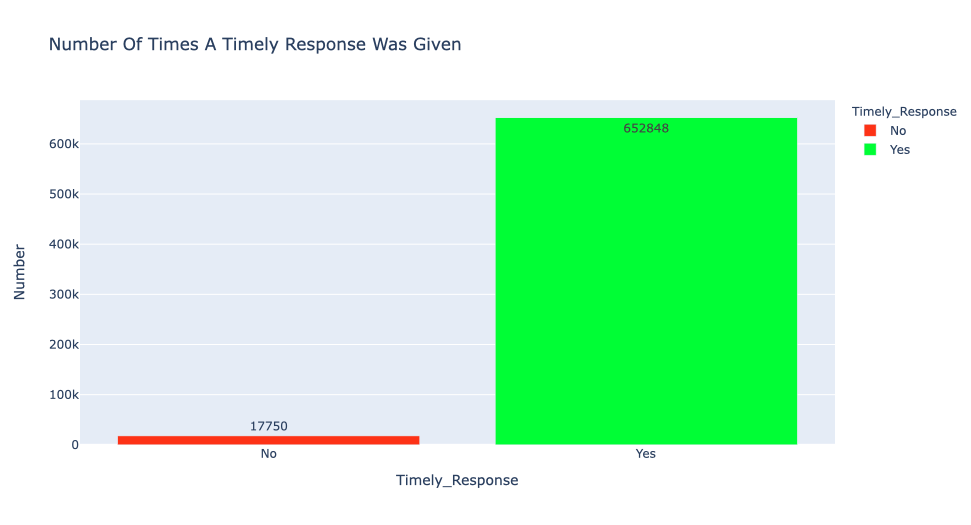 Number Of Times A Timely Response Was Given
Timely_Response
No
Yes
Number
600k
500k
400k
300k
200k
100k
0
17750
652848
No
Yes
Timely_Response